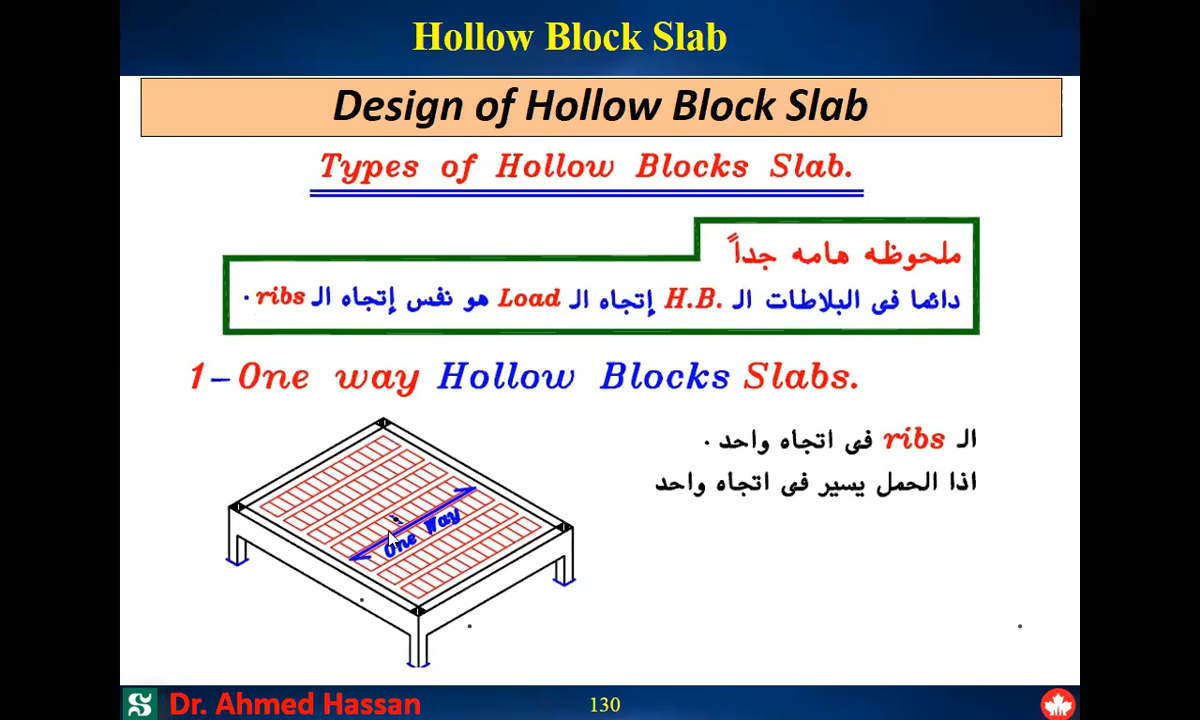 Hollow Block Slab
Design of Hollow Block Slab
Types of Hollow Blocks Slab.
ملحوظه هامه جداً
دائما فى البلاطات الـ H.B. إتجاه الـ Load هو نفس إتجاه الـ ribs .
1-One way Hollow Blocks Slabs.
الـ ribs فى اتجاه واحد .
اذا الحمل يسير فى اتجاه واحد
One Way
Dr. Ahmed Hassan
130